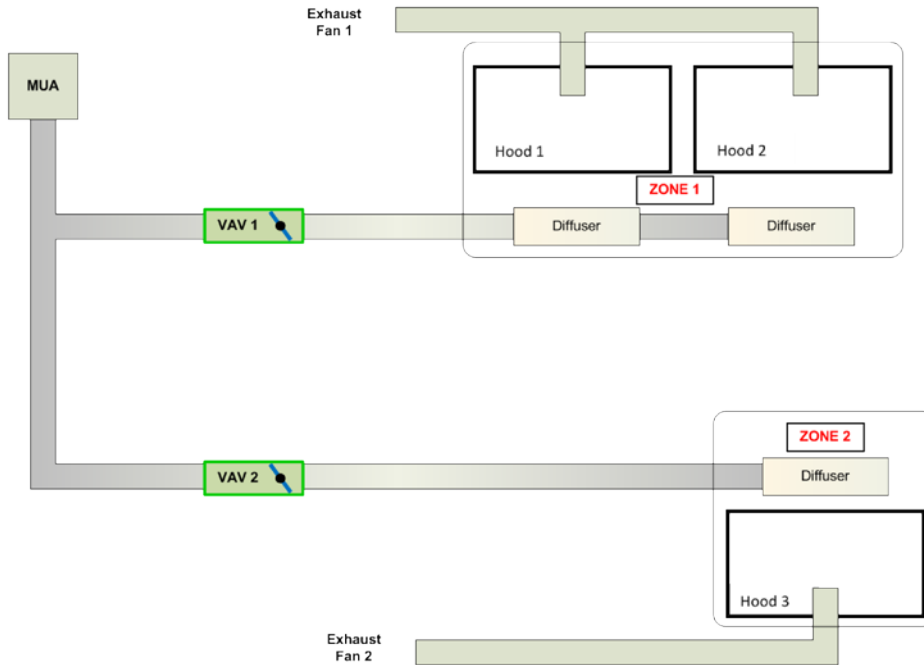 Exhaust
Fan 1
MUA
Hood 1
Hood 2
ZONE 1
VAV 1
Diffuser
Diffuser
ZONE 2
VAV 2
Diffuser
Hood 3
Exhaust
Fan 2